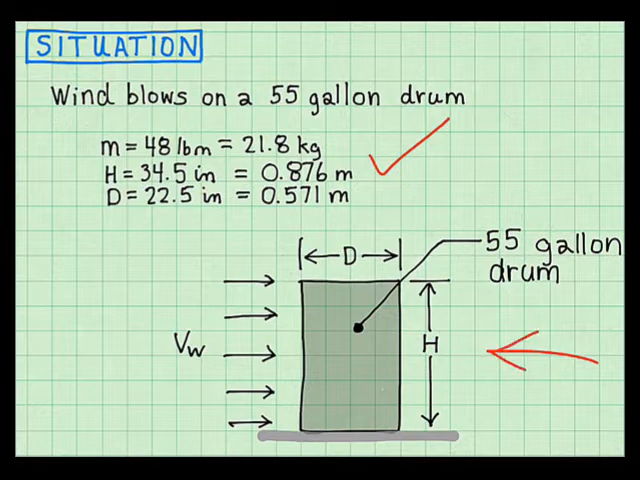 SITUATION
Wind blows on a 55 gallon drum
m = 48 lbm = 21.8 kg
H = 34.5 in = 0.876 m
D = 22.5 in = 0.571 m
55 gallon
drum
D
Vw
H